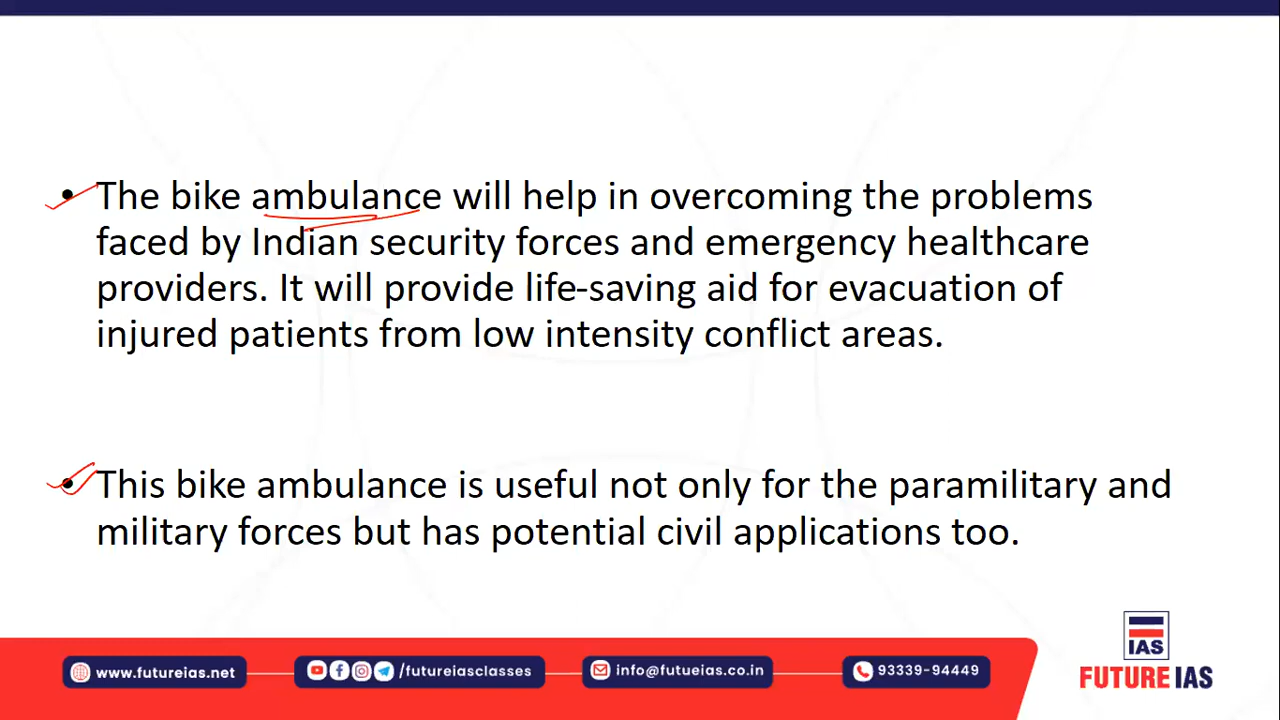 • The bike ambulance will help in overcoming the problems
faced by Indian security forces and emergency healthcare
providers. It will provide life-saving aid for evacuation of
injured patients from low intensity conflict areas.
• This bike ambulance is useful not only for the paramilitary and
military forces but has potential civil applications too.
IAS
FUTURE IAS
www.futureias.net
/futureiasclasses
info@futueias.co.in
93339-94449